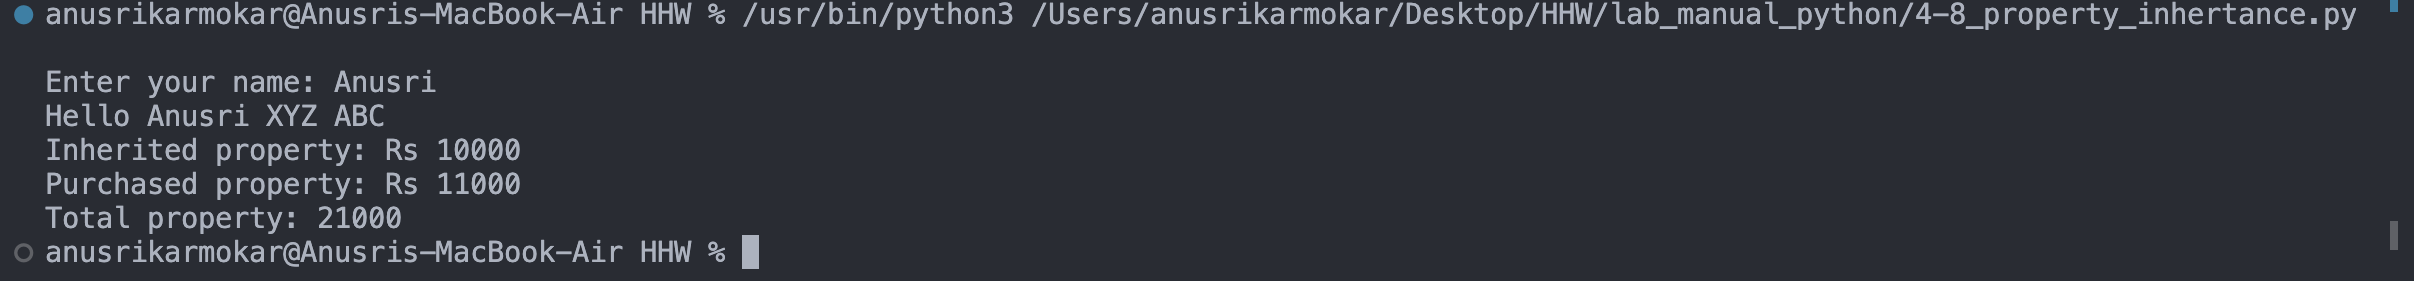 anusrikarmokar@Anusris-MacBook-Air HHW % /usr/bin/python3 /Users/anusrikarmokar/Desktop/HHW/lab_manual_python/4-8_property_inhertance.py
Enter your name: Anusri
Hello Anusri XYZ ABC
Inherited property: Rs 10000
Purchased property: Rs 11000
Total property: 21000
anusrikarmokar@Anusris-MacBook-Air HHW %